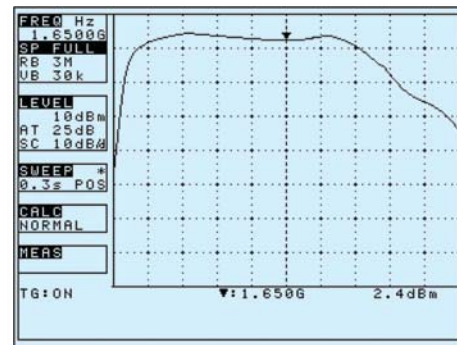 FREQ Hz
1.6500G
SP FULL
RB 3M
VB 30k
LEVEL
10dBm
AT 25dB
SC 10dB/d
SWEEP *
0.3s POS
CALC
NORMAL
MEAS
TG:ON ▼:1.650G 2.4dBm